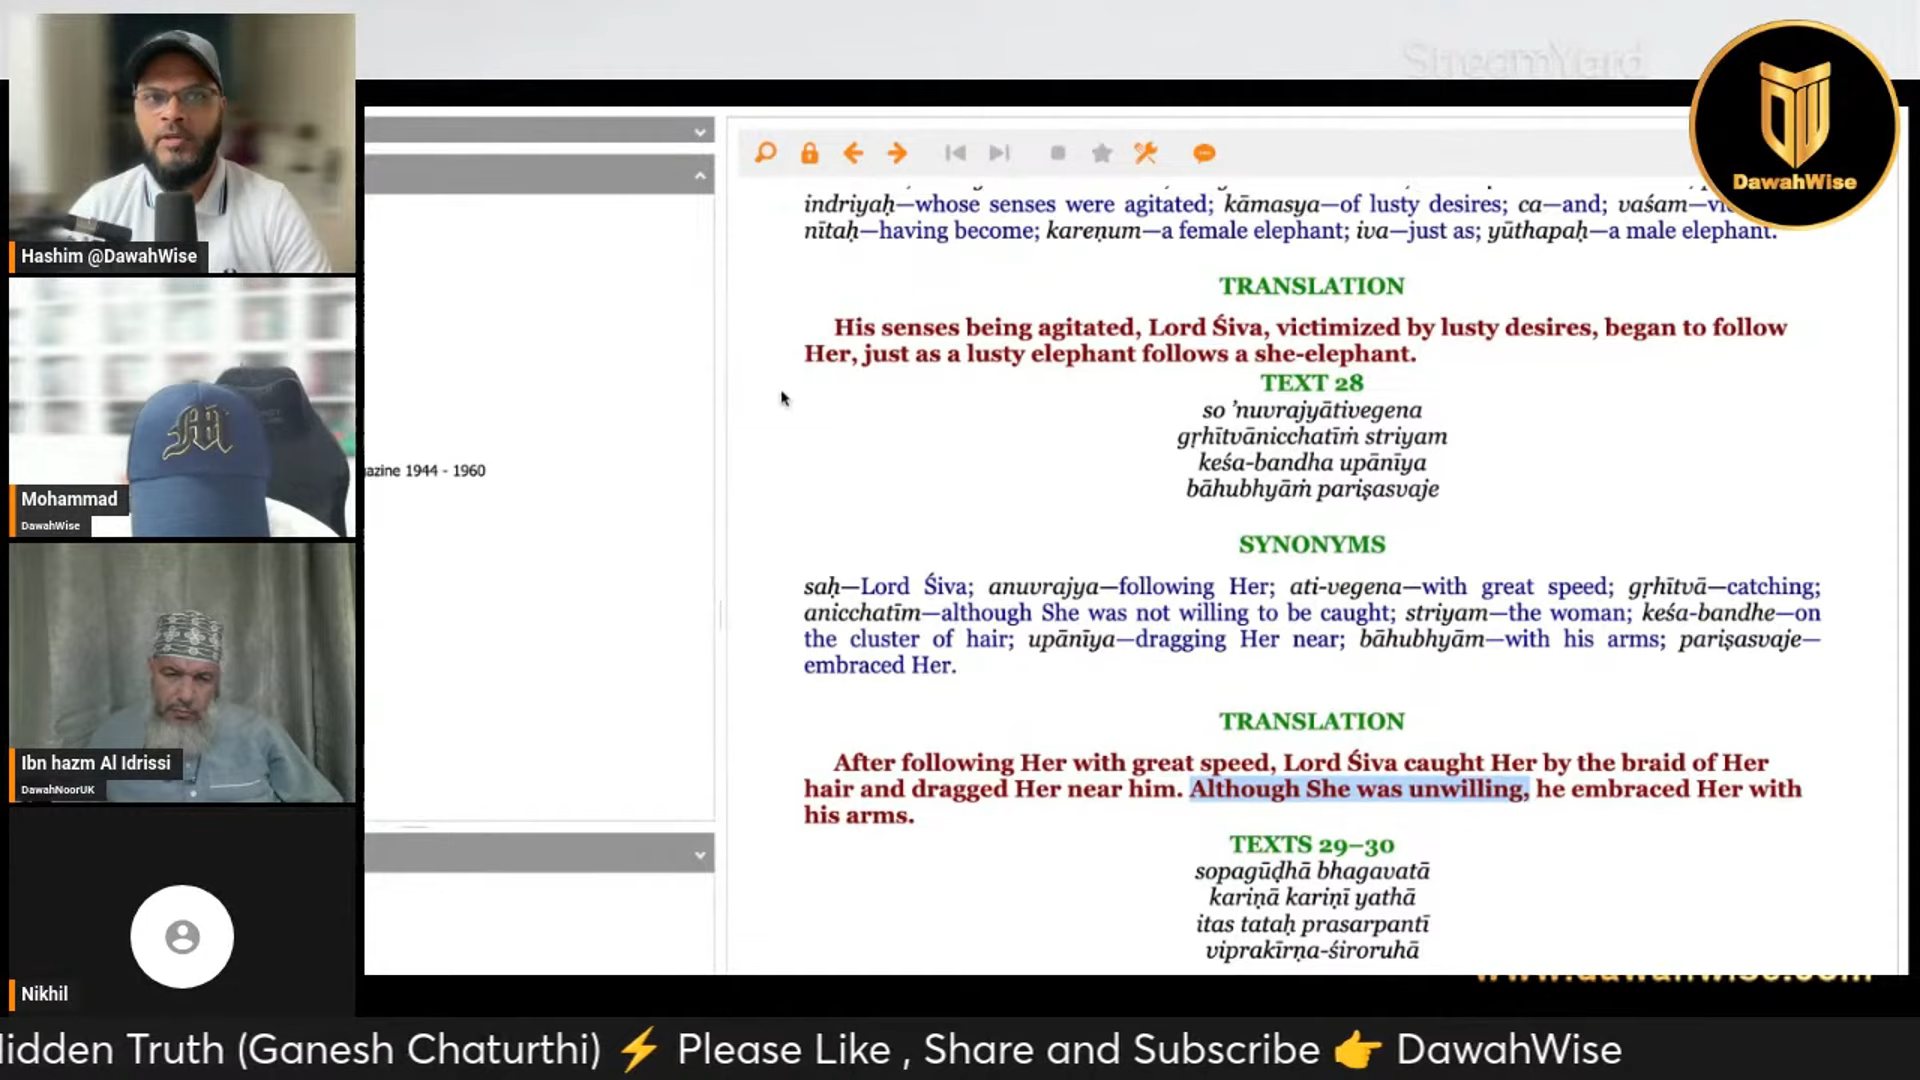 StreamYard
DawahWise
indriyaḥ—whose senses were agitated; kāmasya—of lusty desires; ca—and; vaśam—
nītaḥ—having become; kareṇum—a female elephant; iva—just as; yūthapaḥ—a male elephant.
TRANSLATION
His senses being agitated, Lord Śiva, victimized by lusty desires, began to follow
Her, just as a lusty elephant follows a she-elephant.
TEXT 28
so ’nuvrajyātivegena
gṛhītvānicchatīṁ striyam
keśa-bandha upānīya
bāhubhyāṁ pariṣasvaje
SYNONYMS
saḥ—Lord Śiva; anuvrajya—following Her; ati-vegena—with great speed; gṛhītvā—catching;
anicchatīm—although She was not willing to be caught; striyam—the woman; keśa-bandhe—on
the cluster of hair; upānīya—dragging Her near; bāhubhyām—with his arms; pariṣasvaje—
embraced Her.
TRANSLATION
After following Her with great speed, Lord Śiva caught Her by the braid of Her
hair and dragged Her near him. Although She was unwilling, he embraced Her with
his arms.
TEXTS 29–30
sopagūḍhā bhagavatā
kariṇā kariṇī yathā
itas tataḥ prasarpantī
viprakīrṇa-śiroruhā
azine 1944 - 1960
Hashim @DawahWise
Mohammad
DawahWise
Ibn hazm Al Idrissi
DawahNoorUK
Nikhil
www.dawahwise.com
idden Truth (Ganesh Chaturthi) ⚡ Please Like , Share and Subscribe 👉 DawahWise